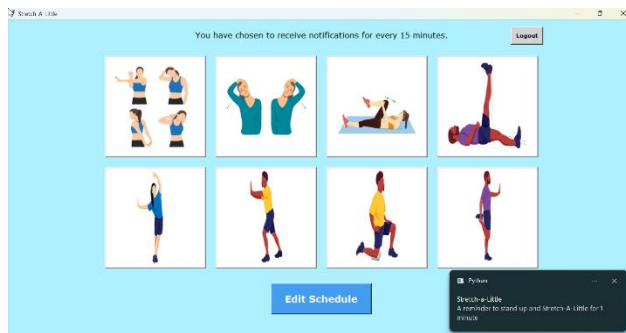 Stretch A Little
You have chosen to receive notifications for every 15 minutes.
Logout
Edit Schedule
Python
Stretch-a-Little
A reminder to stand up and Stretch-A-Little for 1
minute